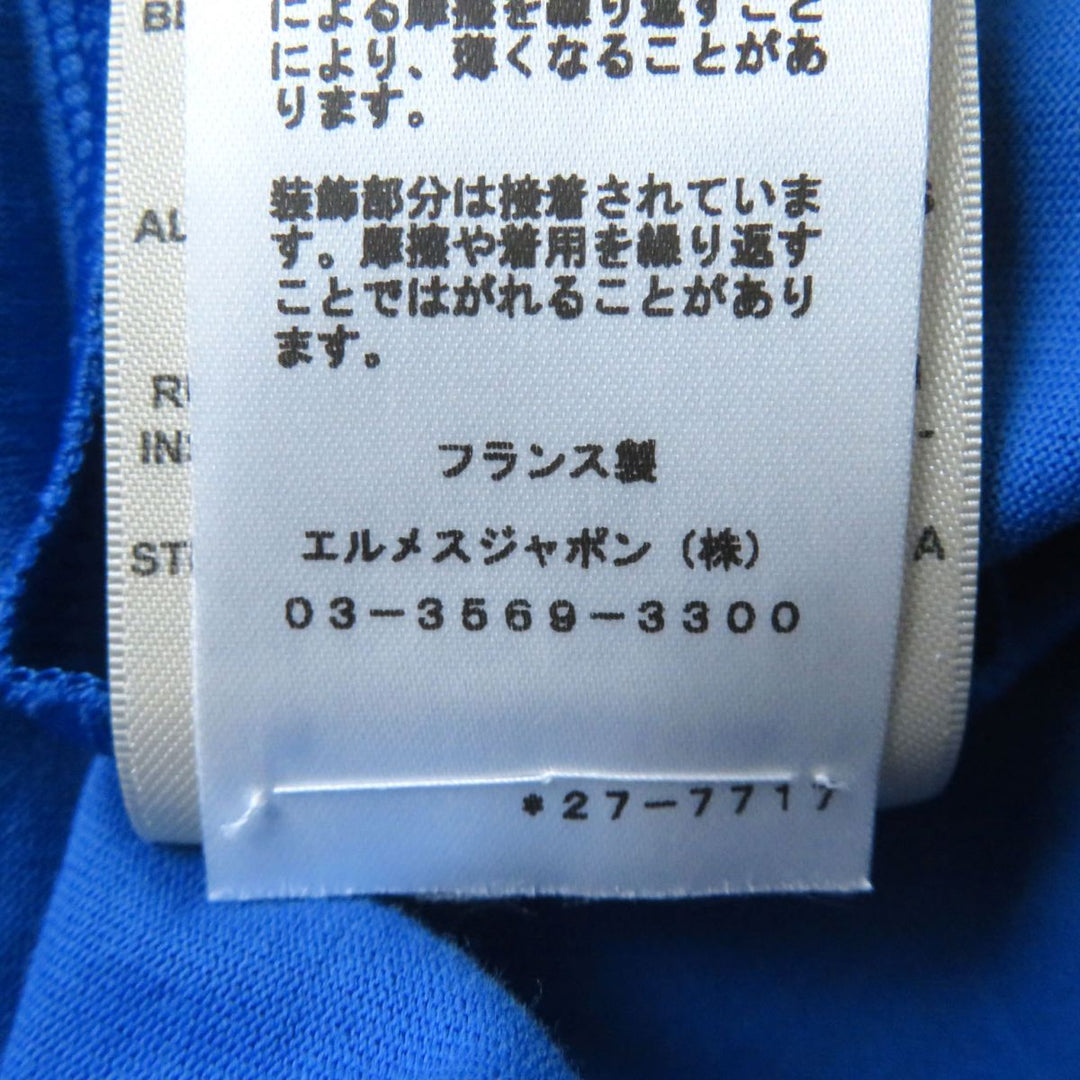 による摩擦を繰り返すこと
により、薄くなることがあ
ります。
装飾部分は接着されていま
す。摩擦や着用を繰り返す
ことではがれることがあり
ます。
フランス製
エルメスジャポン（株）
03-3569-3300
*27-7717